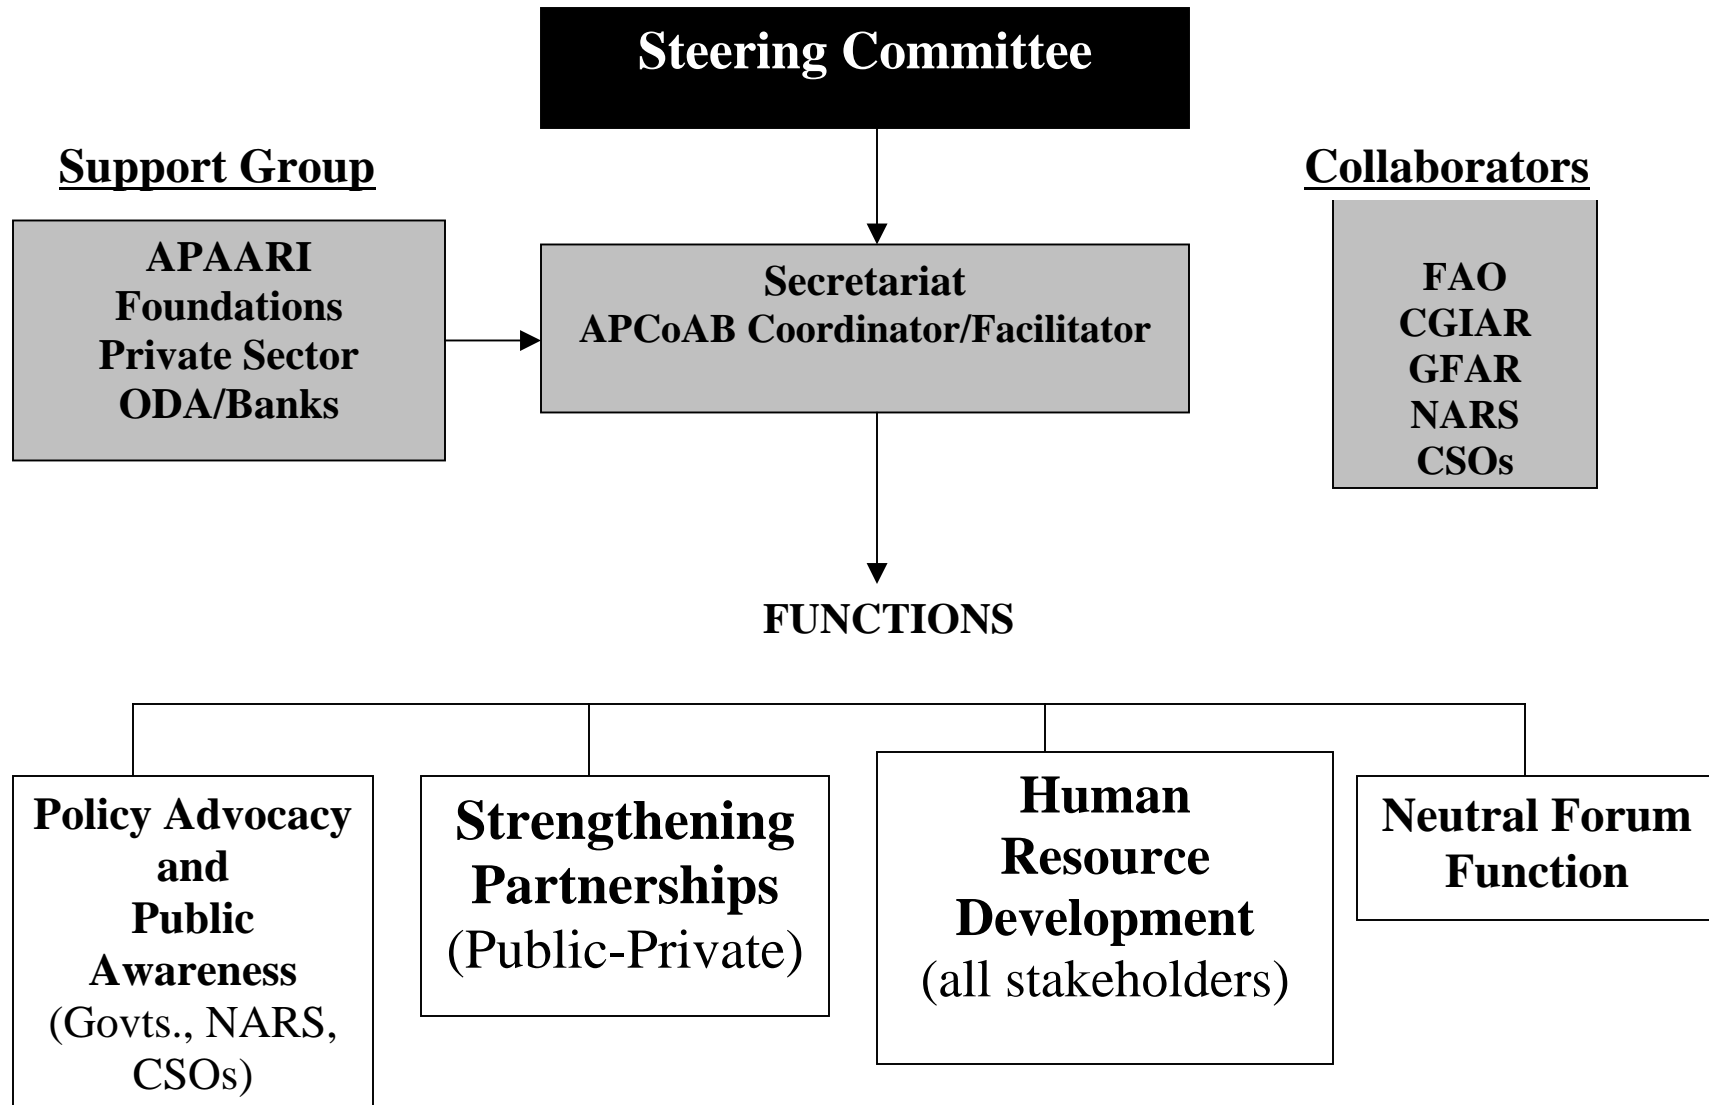 Steering Committee
Support Group
APAARI
Foundations
Private Sector
ODA/Banks
Secretariat
APCoAB Coordinator/Facilitator
Collaborators
FAO
CGIAR
GFAR
NARS
CSOs
FUNCTIONS
Policy Advocacy
and
Public
Awareness
(Govts., NARS,
CSOs)
Strengthening
Partnerships
(Public-Private)
Human
Resource
Development
(all stakeholders)
Neutral Forum
Function